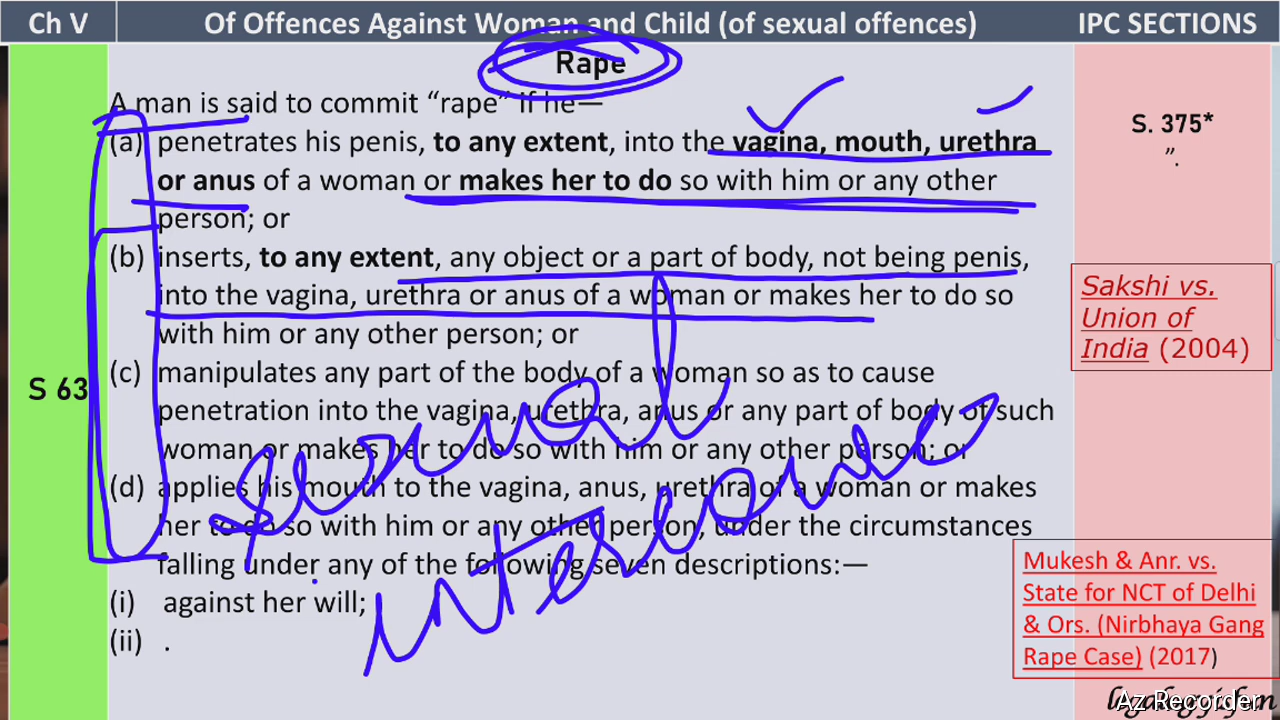 Ch V Of Offences Against Woman and Child (of sexual offences) IPC SECTIONS
Rape
A man is said to commit “rape” if he—
(a) penetrates his penis, to any extent, into the vagina, mouth, urethra
or anus of a woman or makes her to do so with him or any other
person; or
(b) inserts, to any extent, any object or a part of body, not being penis,
into the vagina, urethra or anus of a woman or makes her to do so
with him or any other person; or
(c) manipulates any part of the body of a woman so as to cause
penetration into the vagina, urethra, anus or any part of body of such
woman or makes her to do so with him or any other person; or
(d) applies his mouth to the vagina, anus, urethra of a woman or makes
her to do so with him or any other person, under the circumstances
falling under any of the following seven descriptions:—
(i) against her will;
(ii) .
S 63
sexual
intercourse
S. 375*
”.
Sakshi vs.
Union of
India (2004)
Mukesh & Anr. vs.
State for NCT of Delhi
& Ors. (Nirbhaya Gang
Rape Case) (2017)
Az Recorder